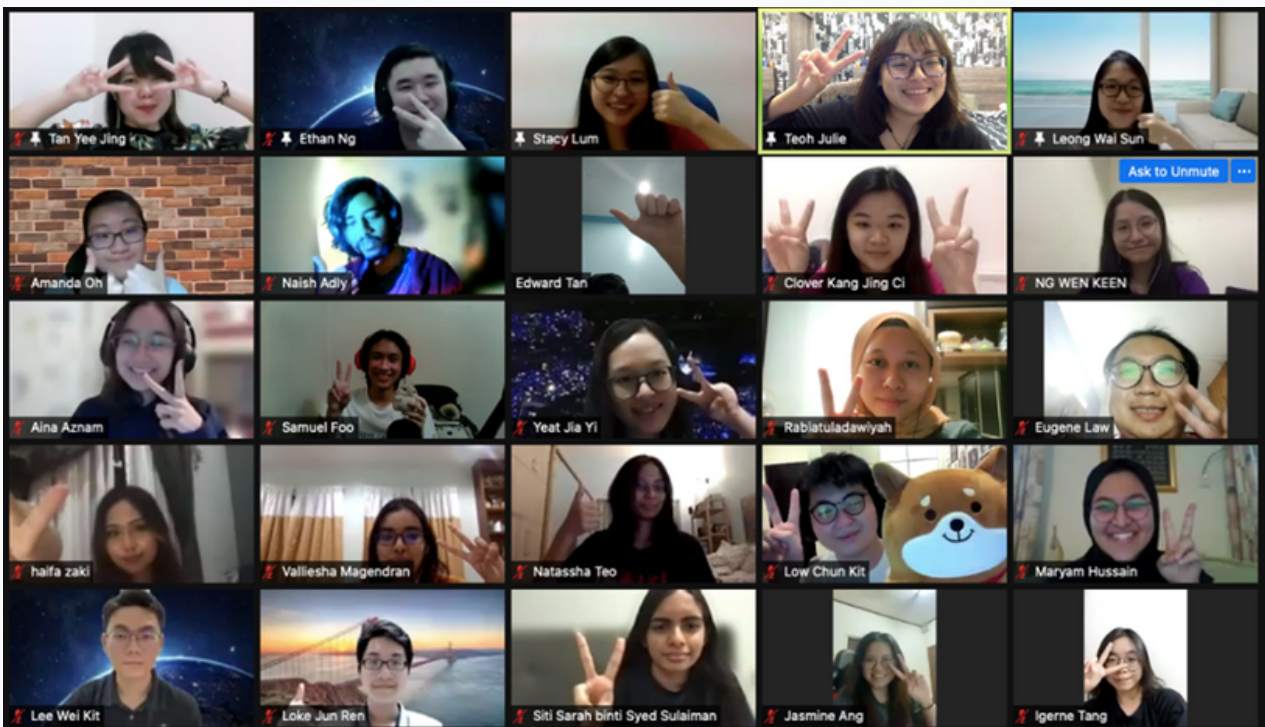 Tan Yee Jing
Ethan Ng
Stacy Lum
Teoh Julie
Leong Wai Sun
Ask to Unmute ...
Amanda Oh
Naish Adly
Edward Tan
Clover Kang Jing Ci
NG WEN KEEN
Aina Aznam
Samuel Foo
Yeat Jia Yi
Rabiatuladawiyah
Eugene Law
haifa zaki
Valliesha Magendran
Natassha Teo
Low Chun Kit
Maryam Hussain
Lee Wei Kit
Loke Jun Ren
Siti Sarah binti Syed Sulaiman
Jasmine Ang
Igerne Tang